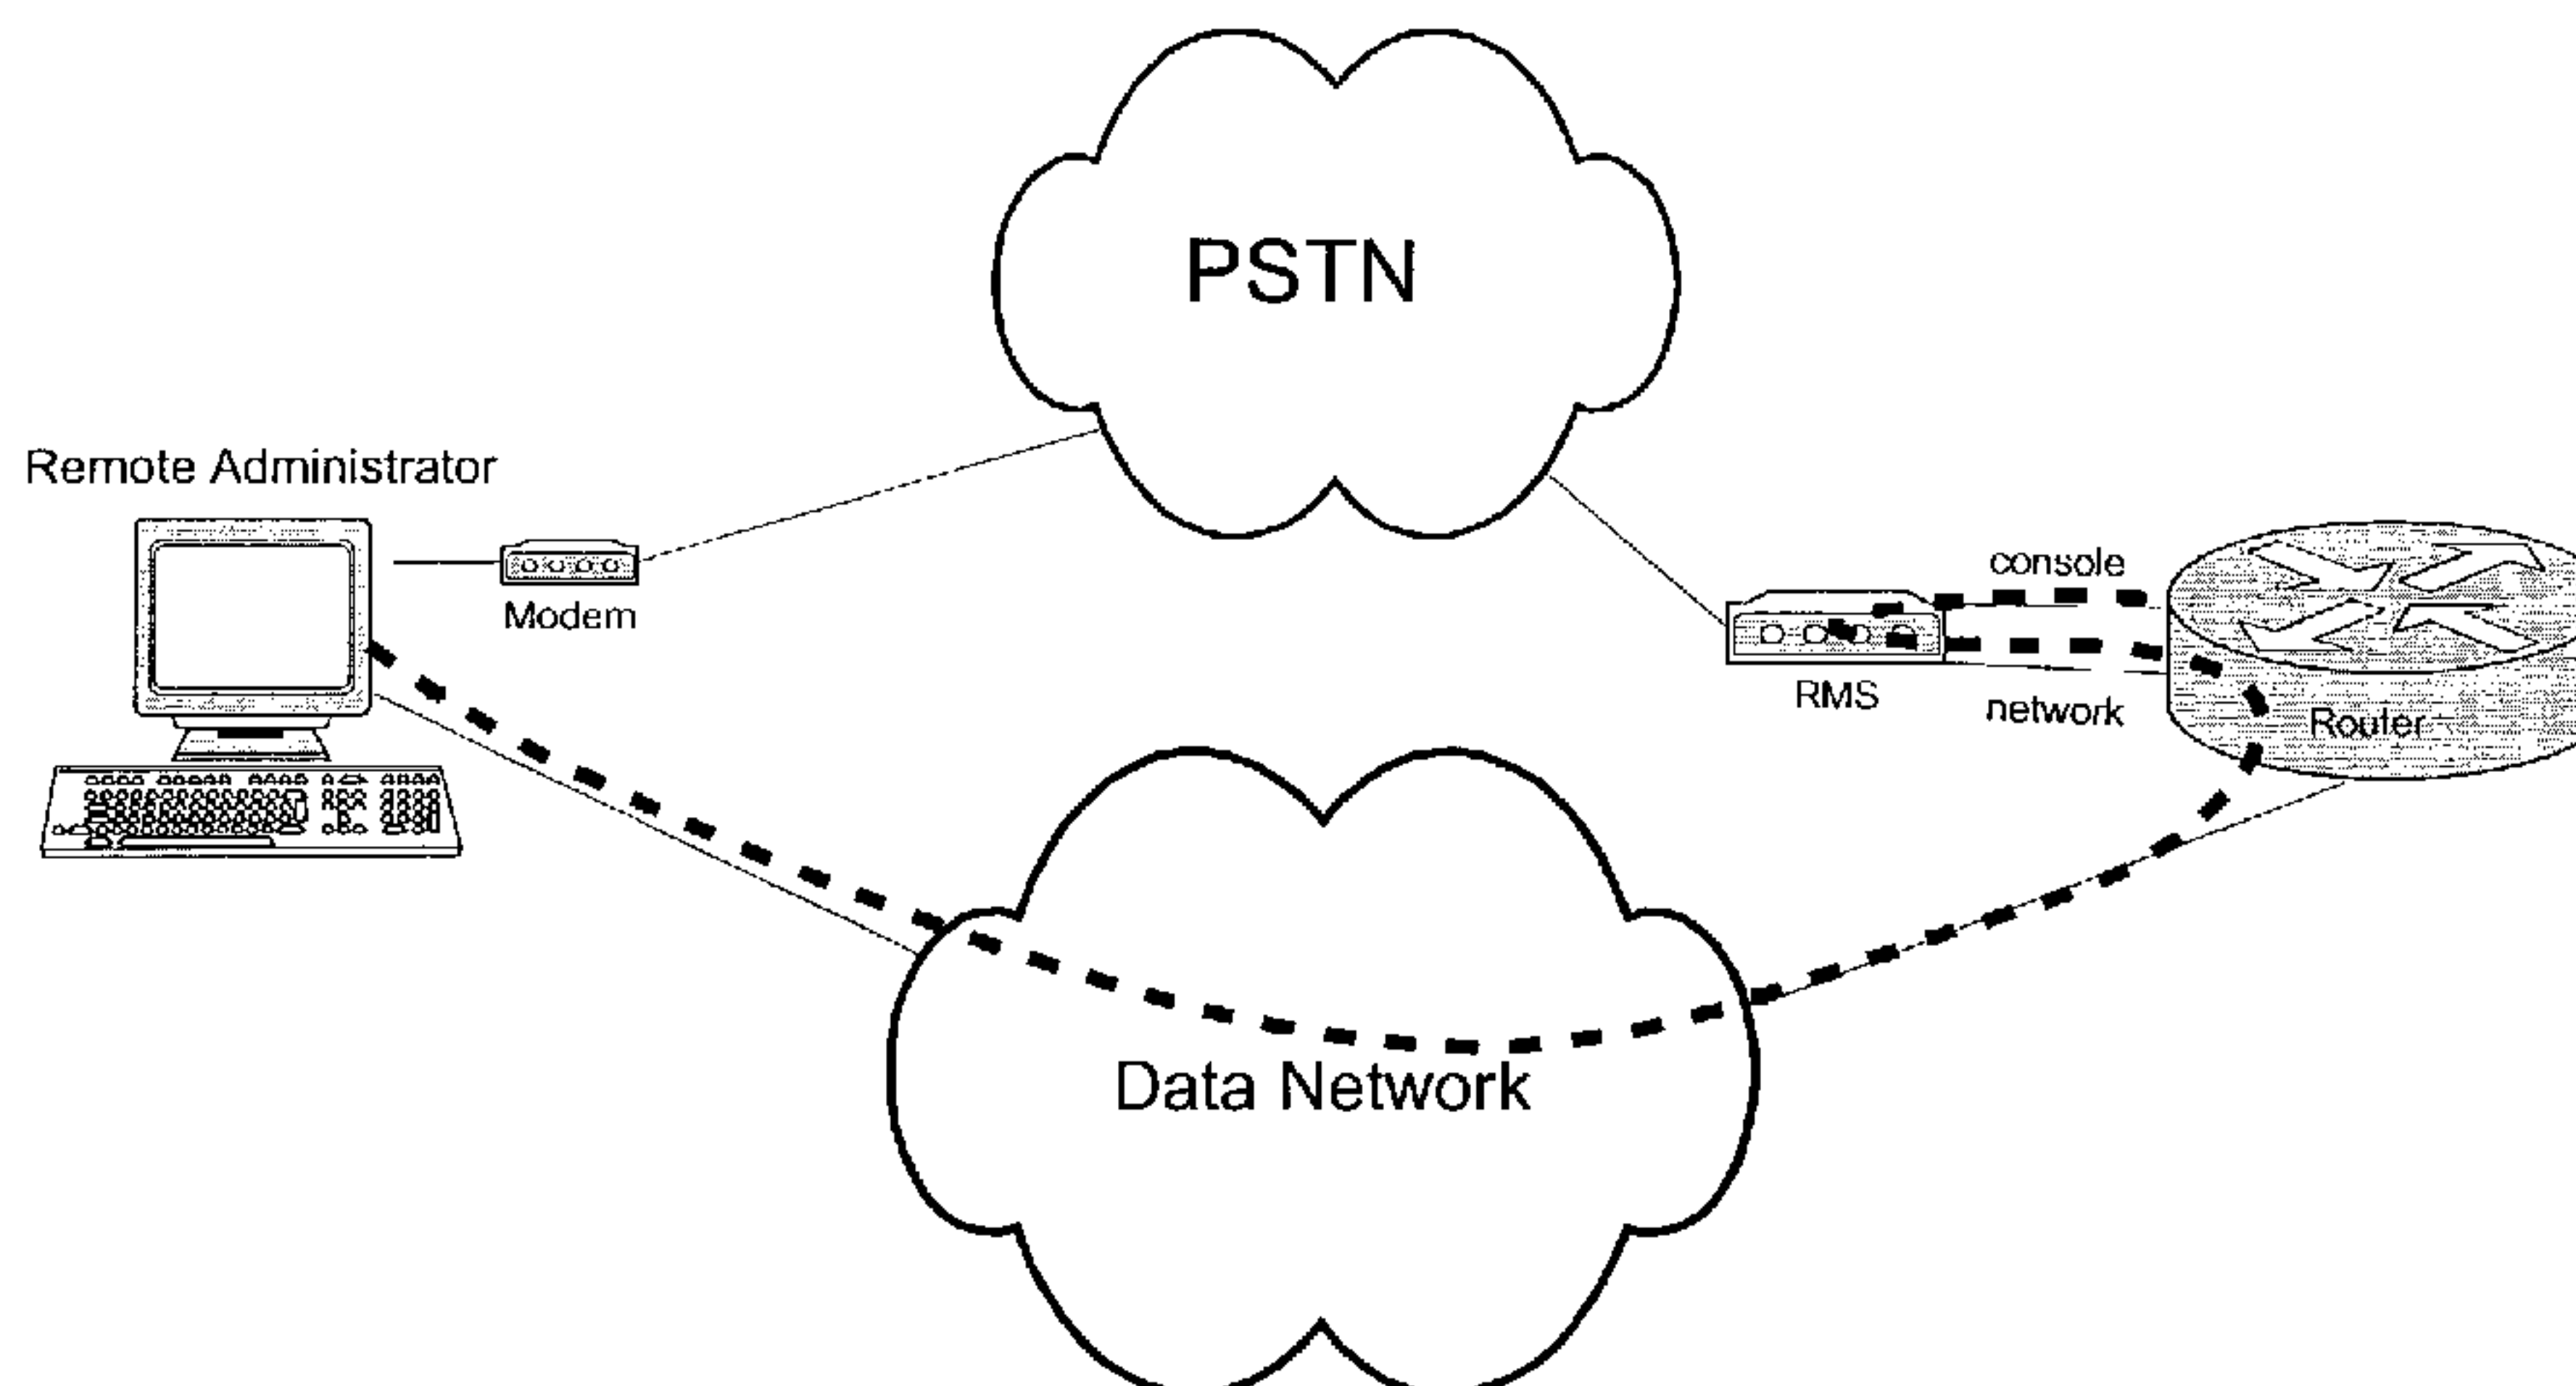 PSTN
Remote Administrator
Modem
console
RMS
network
Router
Data Network